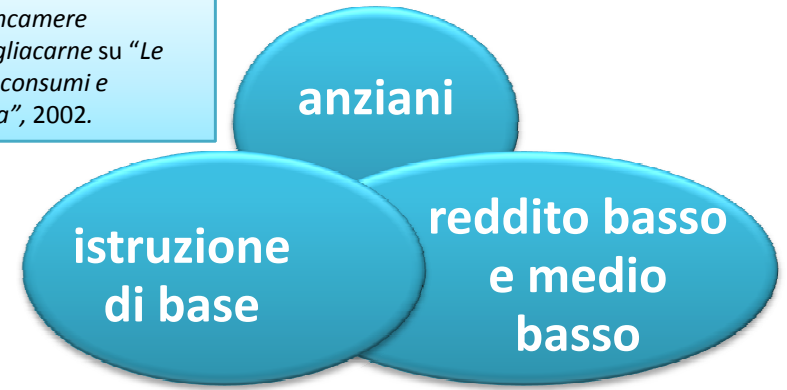 ncamere
gliacarne su “Le
consumi e
a”, 2002.
anziani
istruzione
di base
reddito basso
e medio
basso